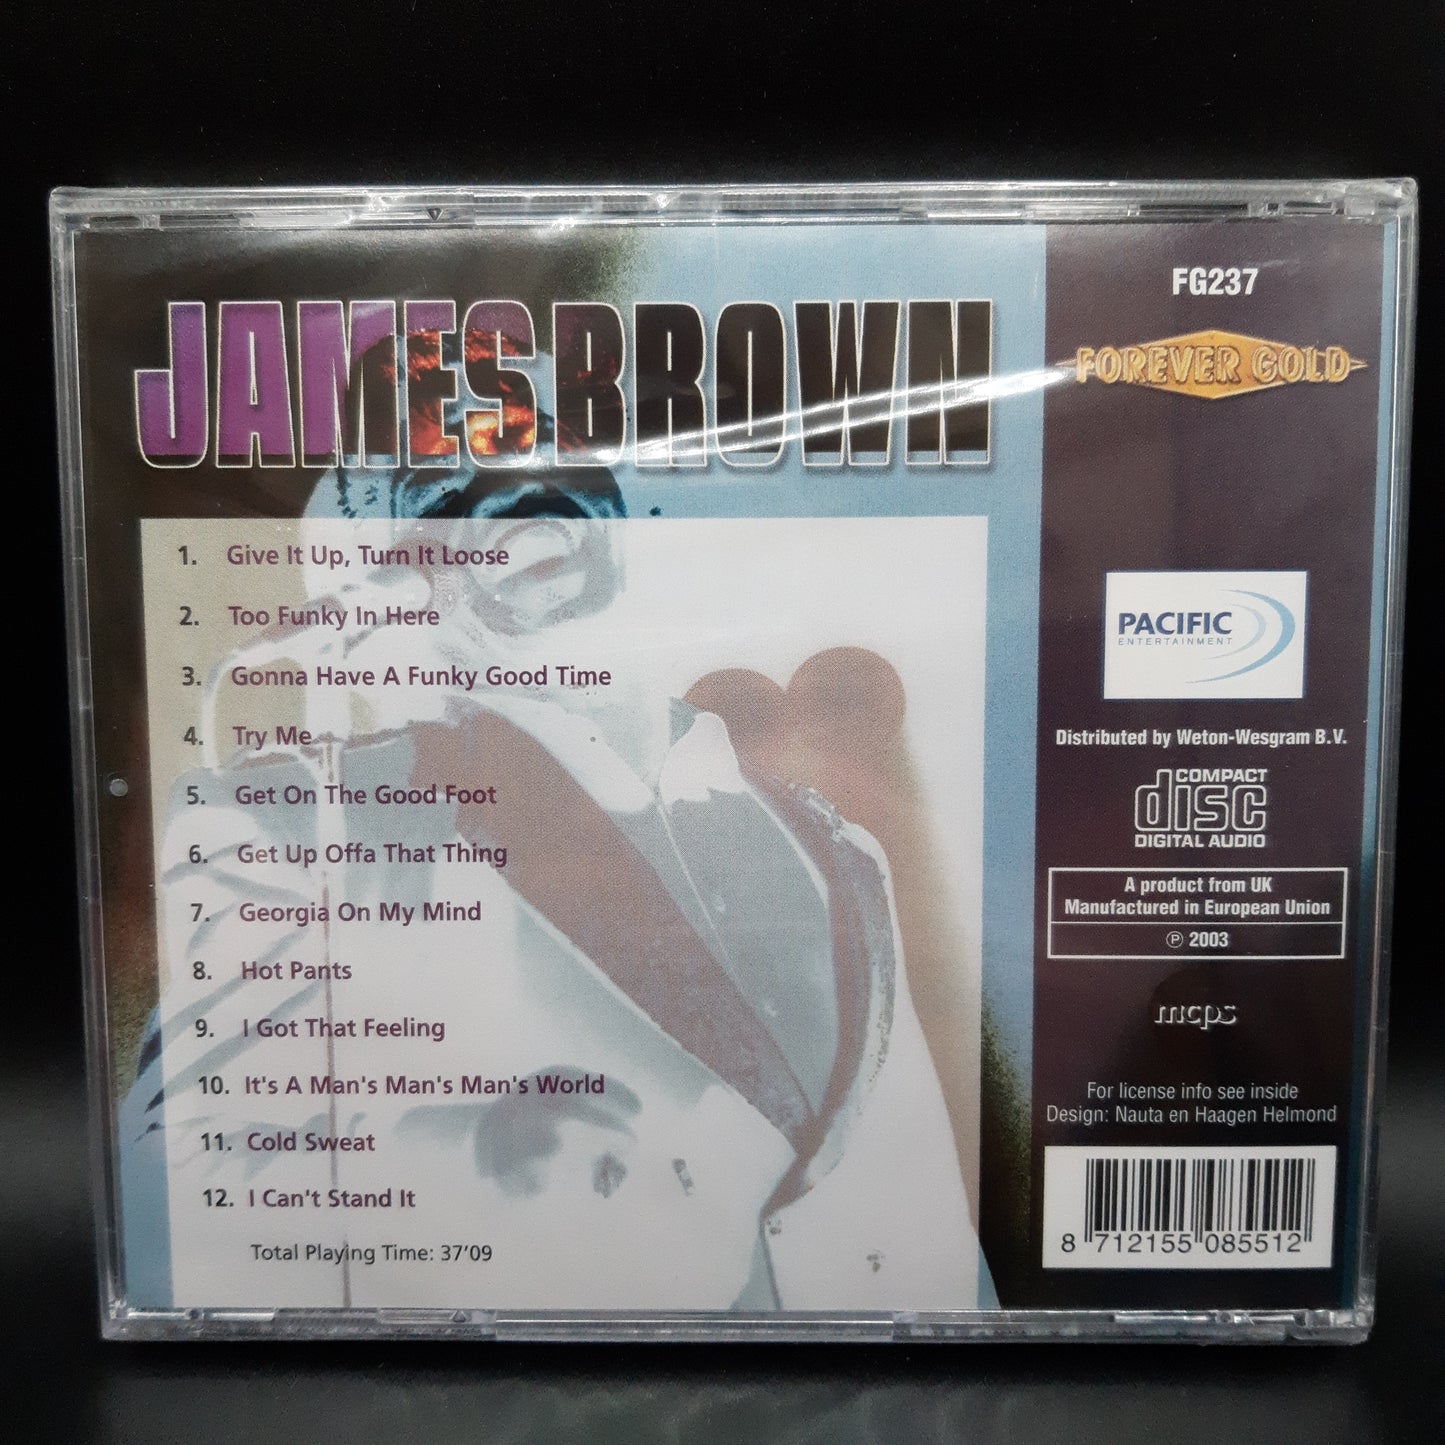 JAMES BROWN
1. Give It Up, Turn It Loose
2. Too Funky In Here
3. Gonna Have A Funky Good Time
4. Try Me
5. Get On The Good Foot
6. Get Up Offa That Thing
7. Georgia On My Mind
8. Hot Pants
9. I Got That Feeling
10. It's A Man's Man's Man's World
11. Cold Sweat
12. I Can't Stand It
Total Playing Time: 37'09
FG237
FOREVER GOLD
PACIFIC
ENTERTAINMENT
Distributed by Weton-Wesgram B.V.
COMPACT
disc
DIGITAL AUDIO
A product from UK
Manufactured in European Union
℗ 2003
mcps
For license info see inside
Design: Nauta en Haagen Helmond
8 712155 085512